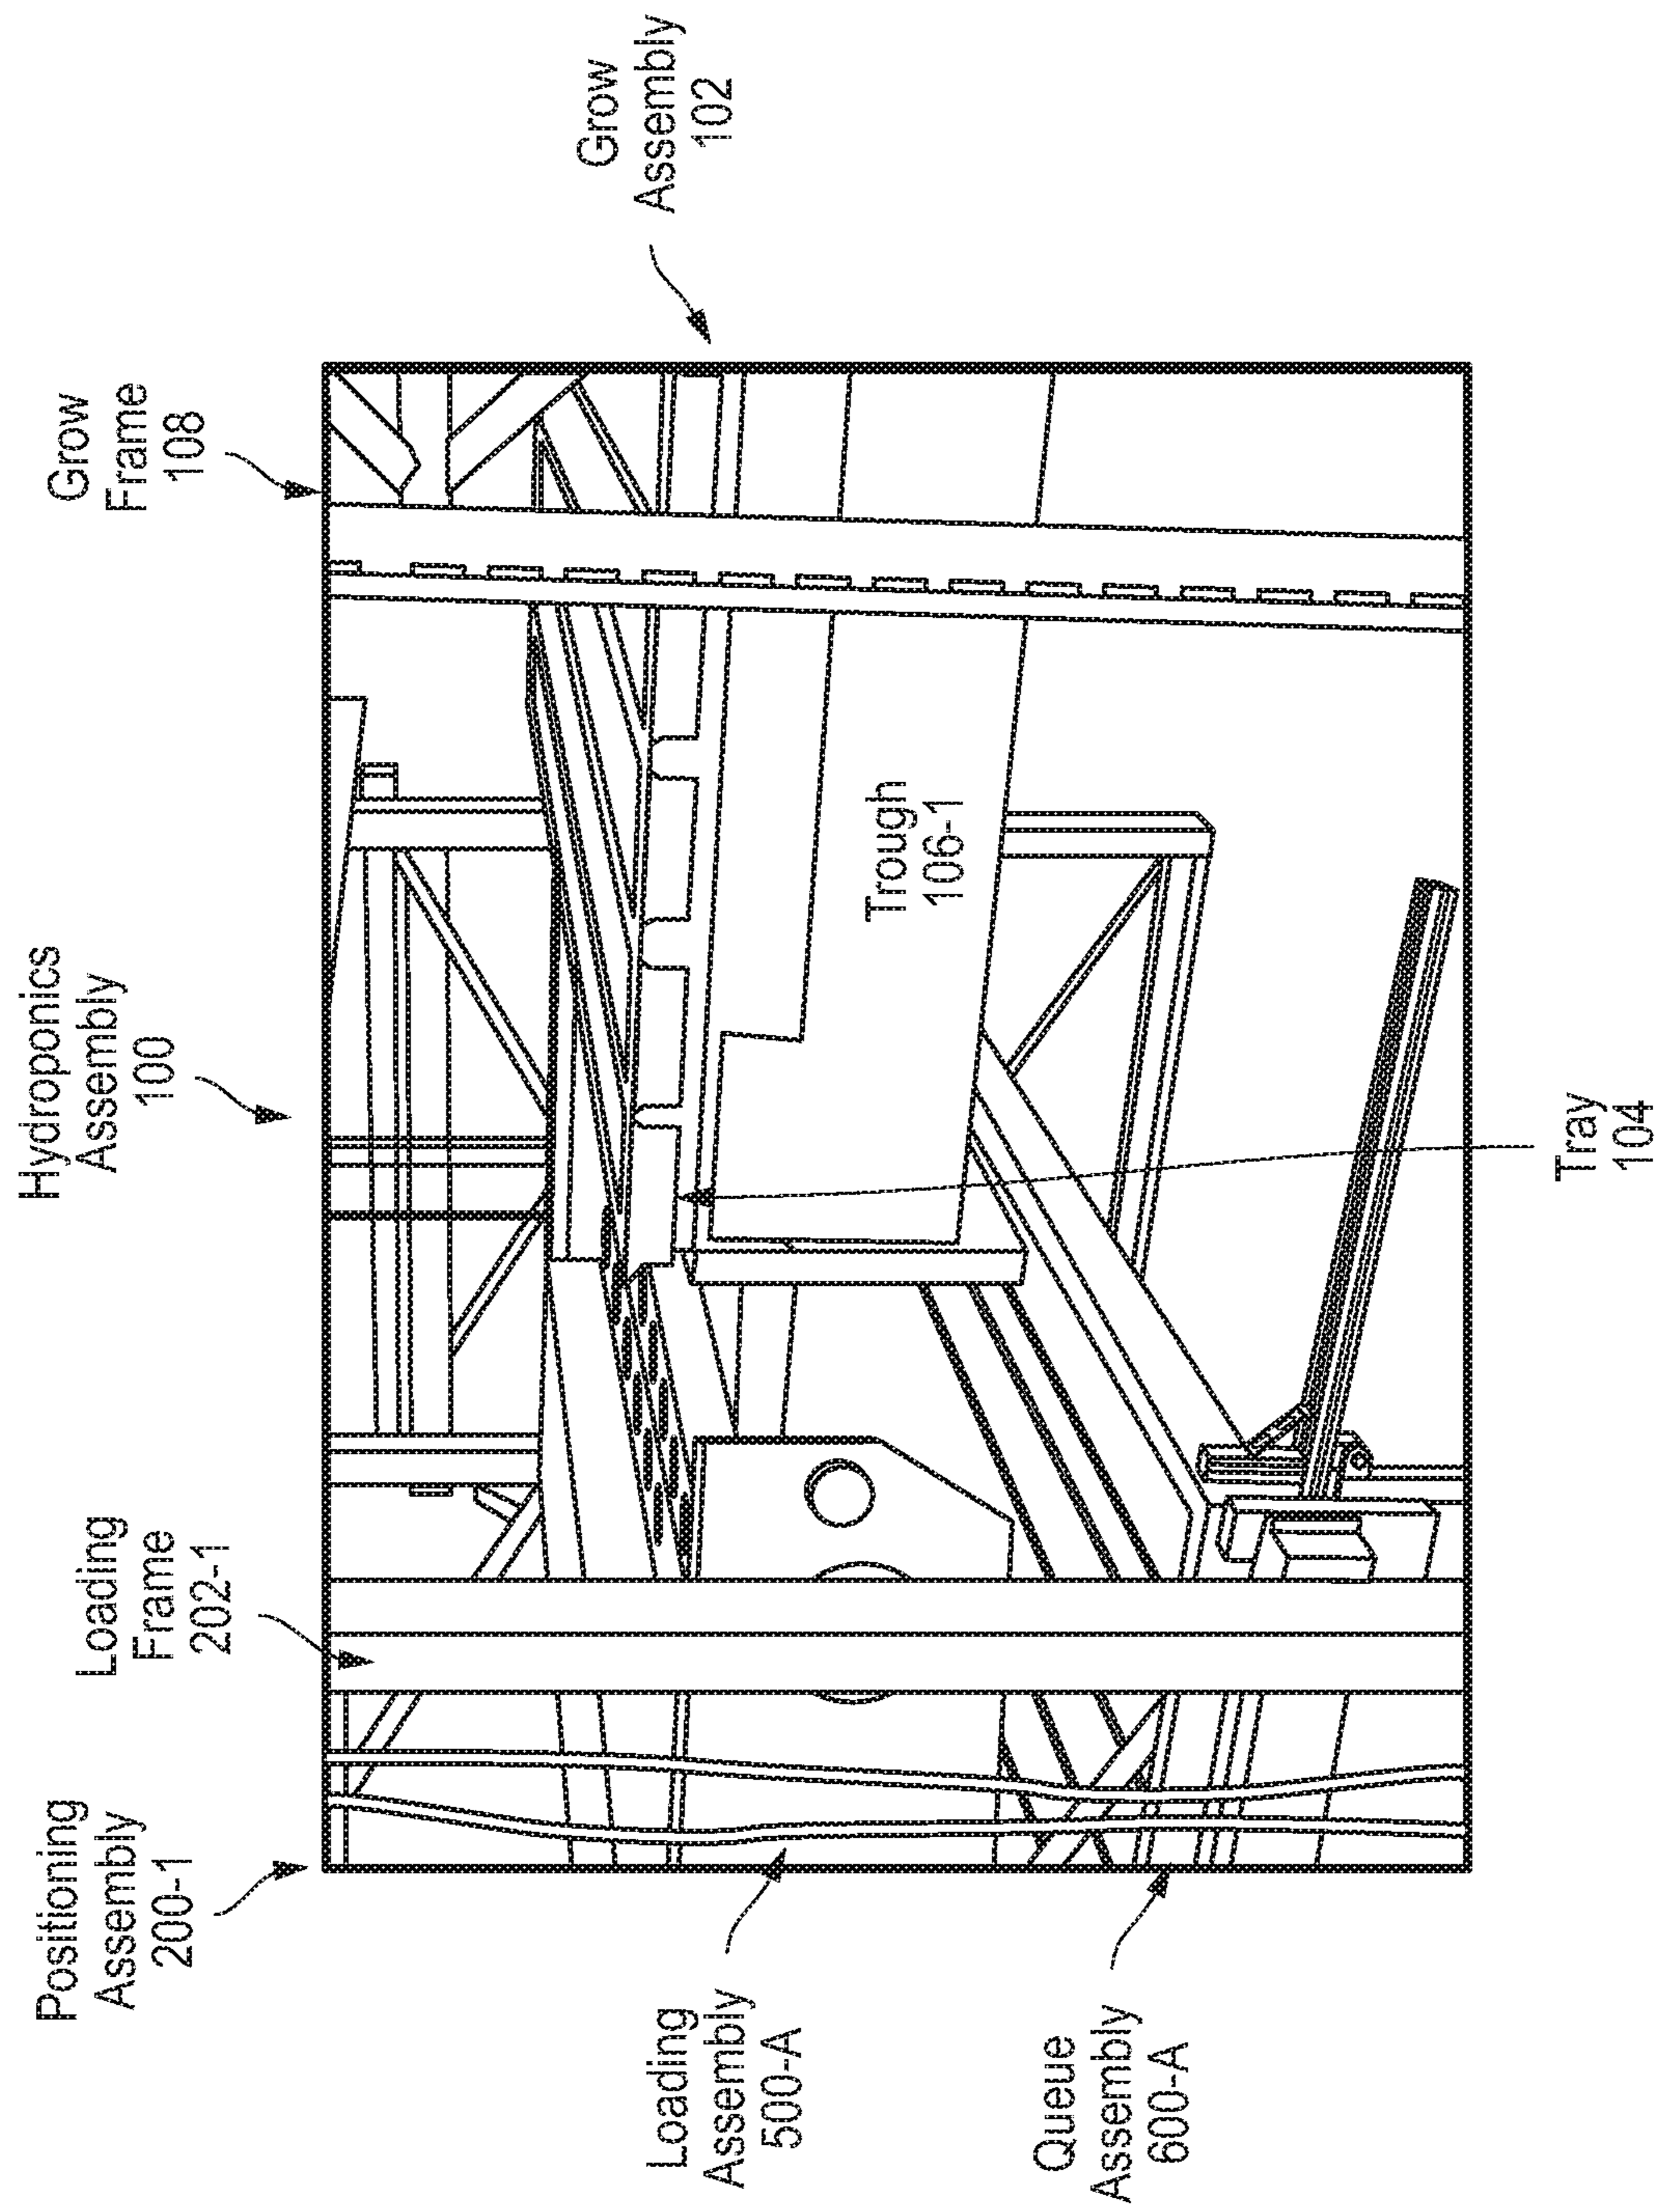 Hydroponics
Assembly
100
Positioning
Assembly
200-1
Loading
Frame
202-1
Grow
Frame
108
Grow
Assembly
102
Loading
Assembly
500-A
Trough
106-1
Queue
Assembly
600-A
Tray
104